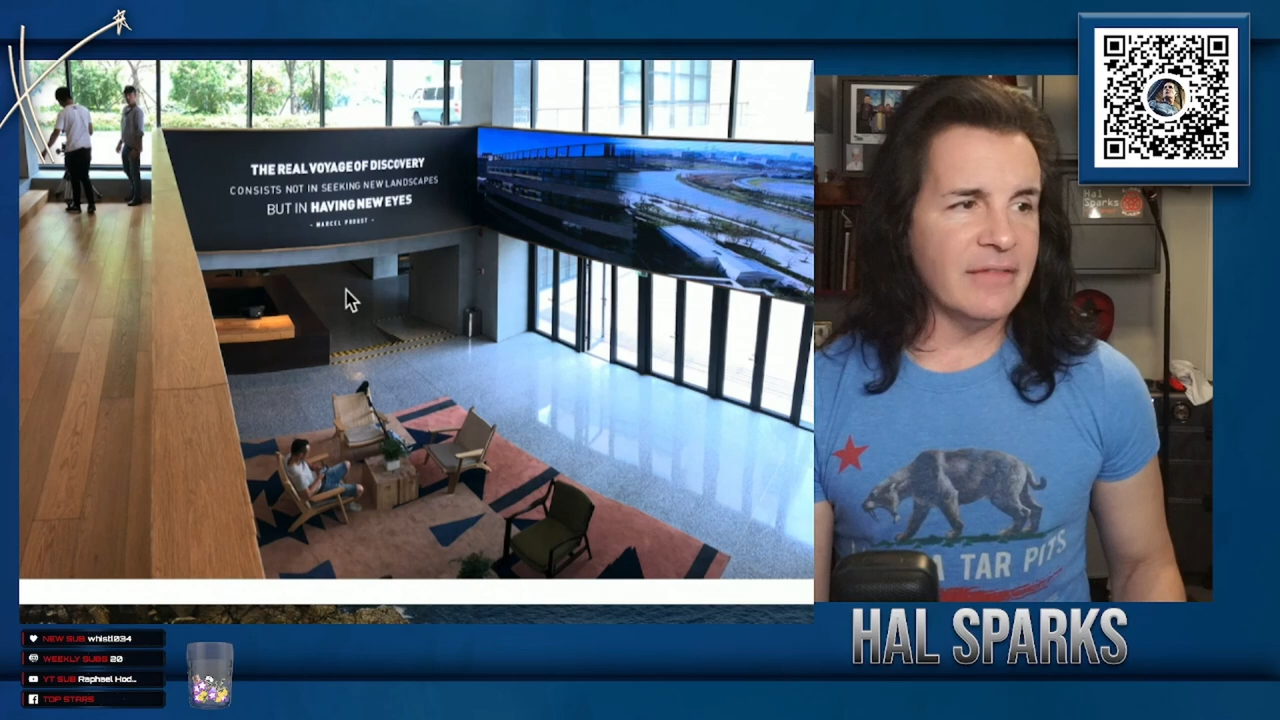 THE REAL VOYAGE OF DISCOVERY
CONSISTS NOT IN SEEKING NEW LANDSCAPES
BUT IN HAVING NEW EYES
- MARCEL PROUST -
Hal
Sparks
TAR PITS
HAL SPARKS
NEW SUB whistl034
WEEKLY SUBS 20
YT SUB Raphael Hod...
TOP STARS